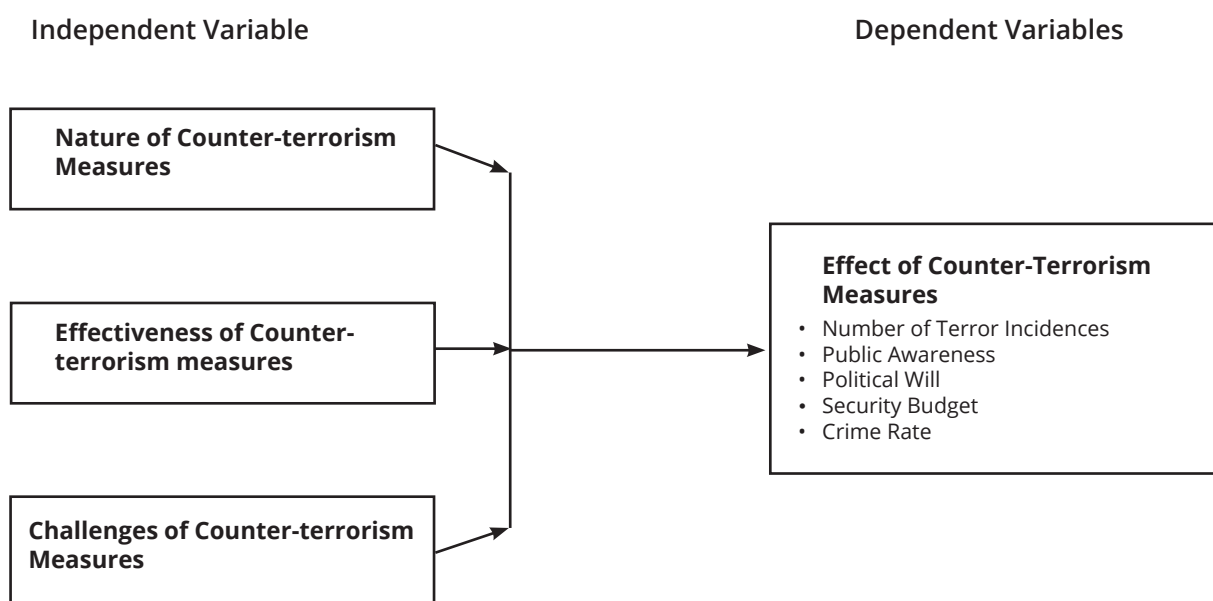 Independent Variable
Dependent Variables
Nature of Counter-terrorism
Measures
Effectiveness of Counter-
terrorism measures
Challenges of Counter-terrorism
Measures
Effect of Counter-Terrorism
Measures
• Number of Terror Incidences
• Public Awareness
• Political Will
• Security Budget
• Crime Rate